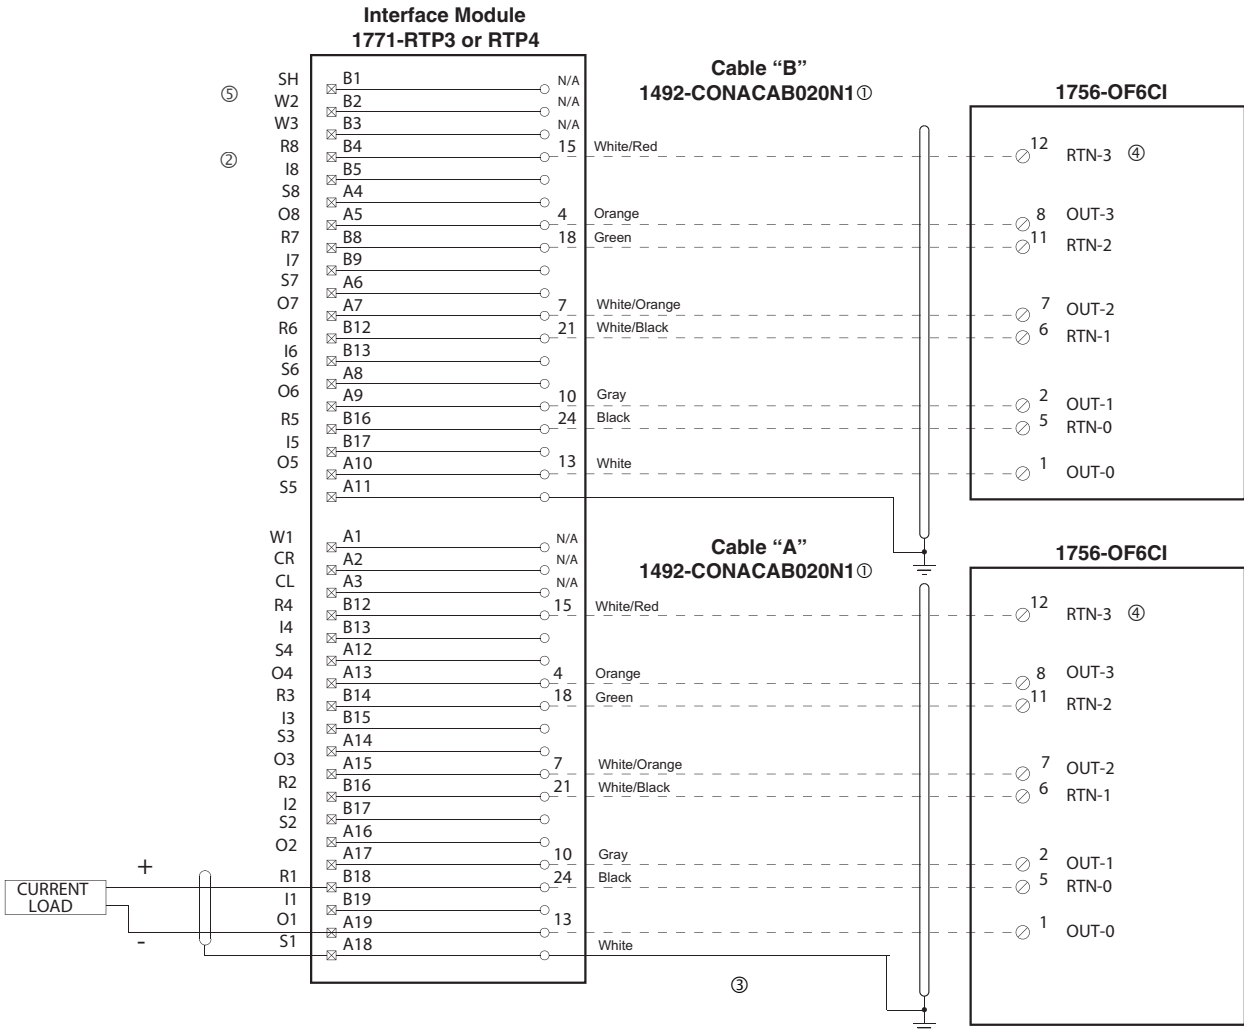 Interface Module
1771-RTP3 or RTP4
Cable “B”
1492-CONACAB020N1①
1756-OF6CI
⑤
②
SH B1 N/A
W2 B2 N/A
W3 B3 N/A
R8 B4 15 White/Red 12 RTN-3 ④
I8 B5
S8 A4
O8 A5 4 Orange 8 OUT-3
R7 B8 18 Green 11 RTN-2
I7 B9
S7 A6
O7 A7 7 White/Orange 7 OUT-2
R6 B12 21 White/Black 6 RTN-1
I6 B13
S6 A8
O6 A9 10 Gray 2 OUT-1
R5 B16 24 Black 5 RTN-0
I5 B17
O5 A10 13 White 1 OUT-0
S5 A11
Cable “A”
1492-CONACAB020N1①
1756-OF6CI
W1 A1 N/A
CR A2 N/A
CL A3 N/A
R4 B12 15 White/Red 12 RTN-3 ④
I4 B13
S4 A12
O4 A13 4 Orange 8 OUT-3
R3 B14 18 Green 11 RTN-2
I3 B15
S3 A14
O3 A15 7 White/Orange 7 OUT-2
R2 B16 21 White/Black 6 RTN-1
I2 B17
S2 A16
O2 A17 10 Gray 2 OUT-1
+ R1 B18 24 Black 5 RTN-0
CURRENT
LOAD
I1 B19
O1 A19 13 1 OUT-0
- S1 A18 White
③